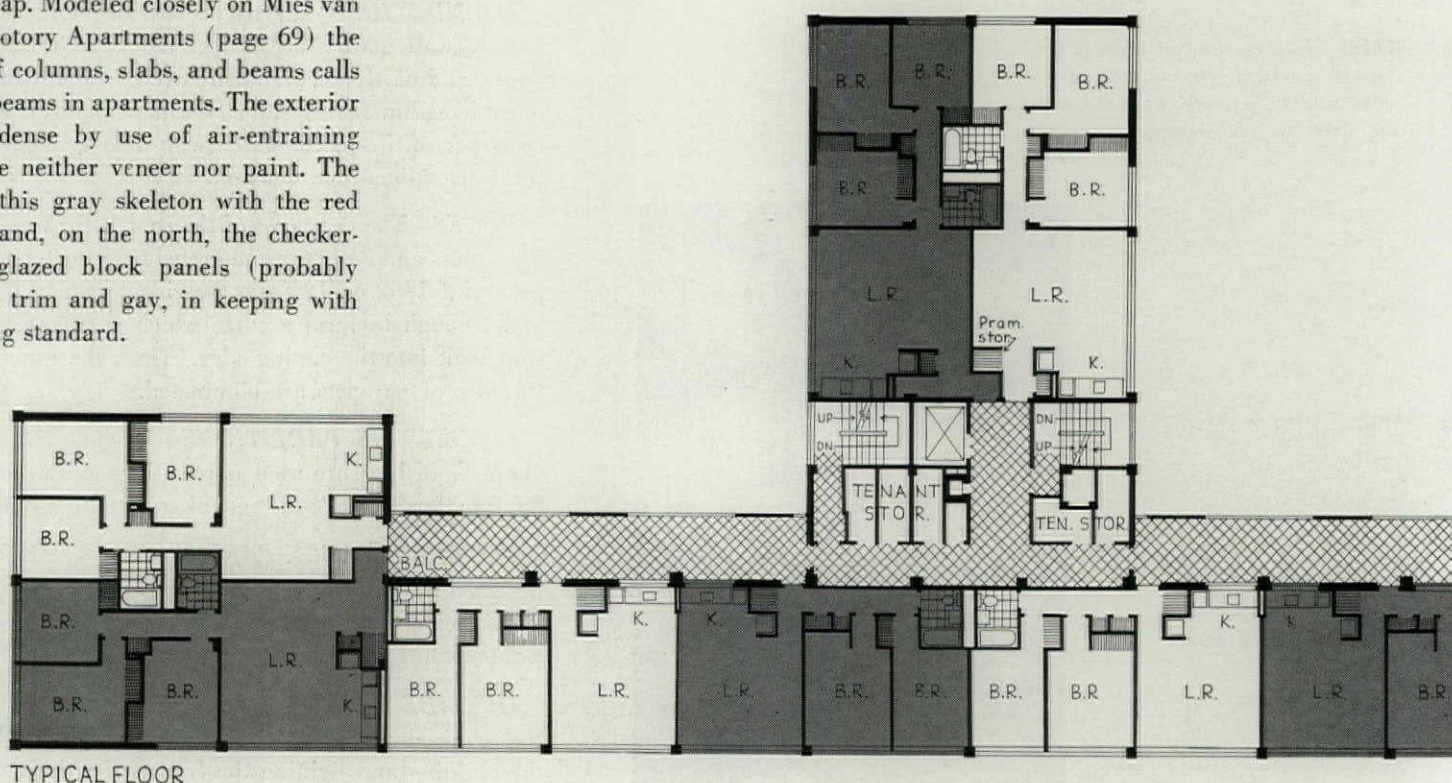 ap. Modeled closely on Mies van
otory Apartments (page 69) the
f columns, slabs, and beams calls
beams in apartments. The exterior
dense by use of air-entraining
e neither veneer nor paint. The
this gray skeleton with the red
and, on the north, the checker-
glazed block panels (probably
trim and gay, in keeping with
g standard.
B.R. B.R. B.R. B.R.
B.R. B.R.
L.R. L.R.
Pram.
stor.
K. K.
UP DN.
DN. UP
TENANT
STOR.
TEN. STOR.
B.R. B.R. L.R. K.
B.R.
BALC.
B.R. B.R. B.R. L.R. K.
B.R. B.R. L.R. K.
K. L.R. B.R. B.R.
B.R. B.R L.R. K.
K. L.R. B.R.
TYPICAL FLOOR